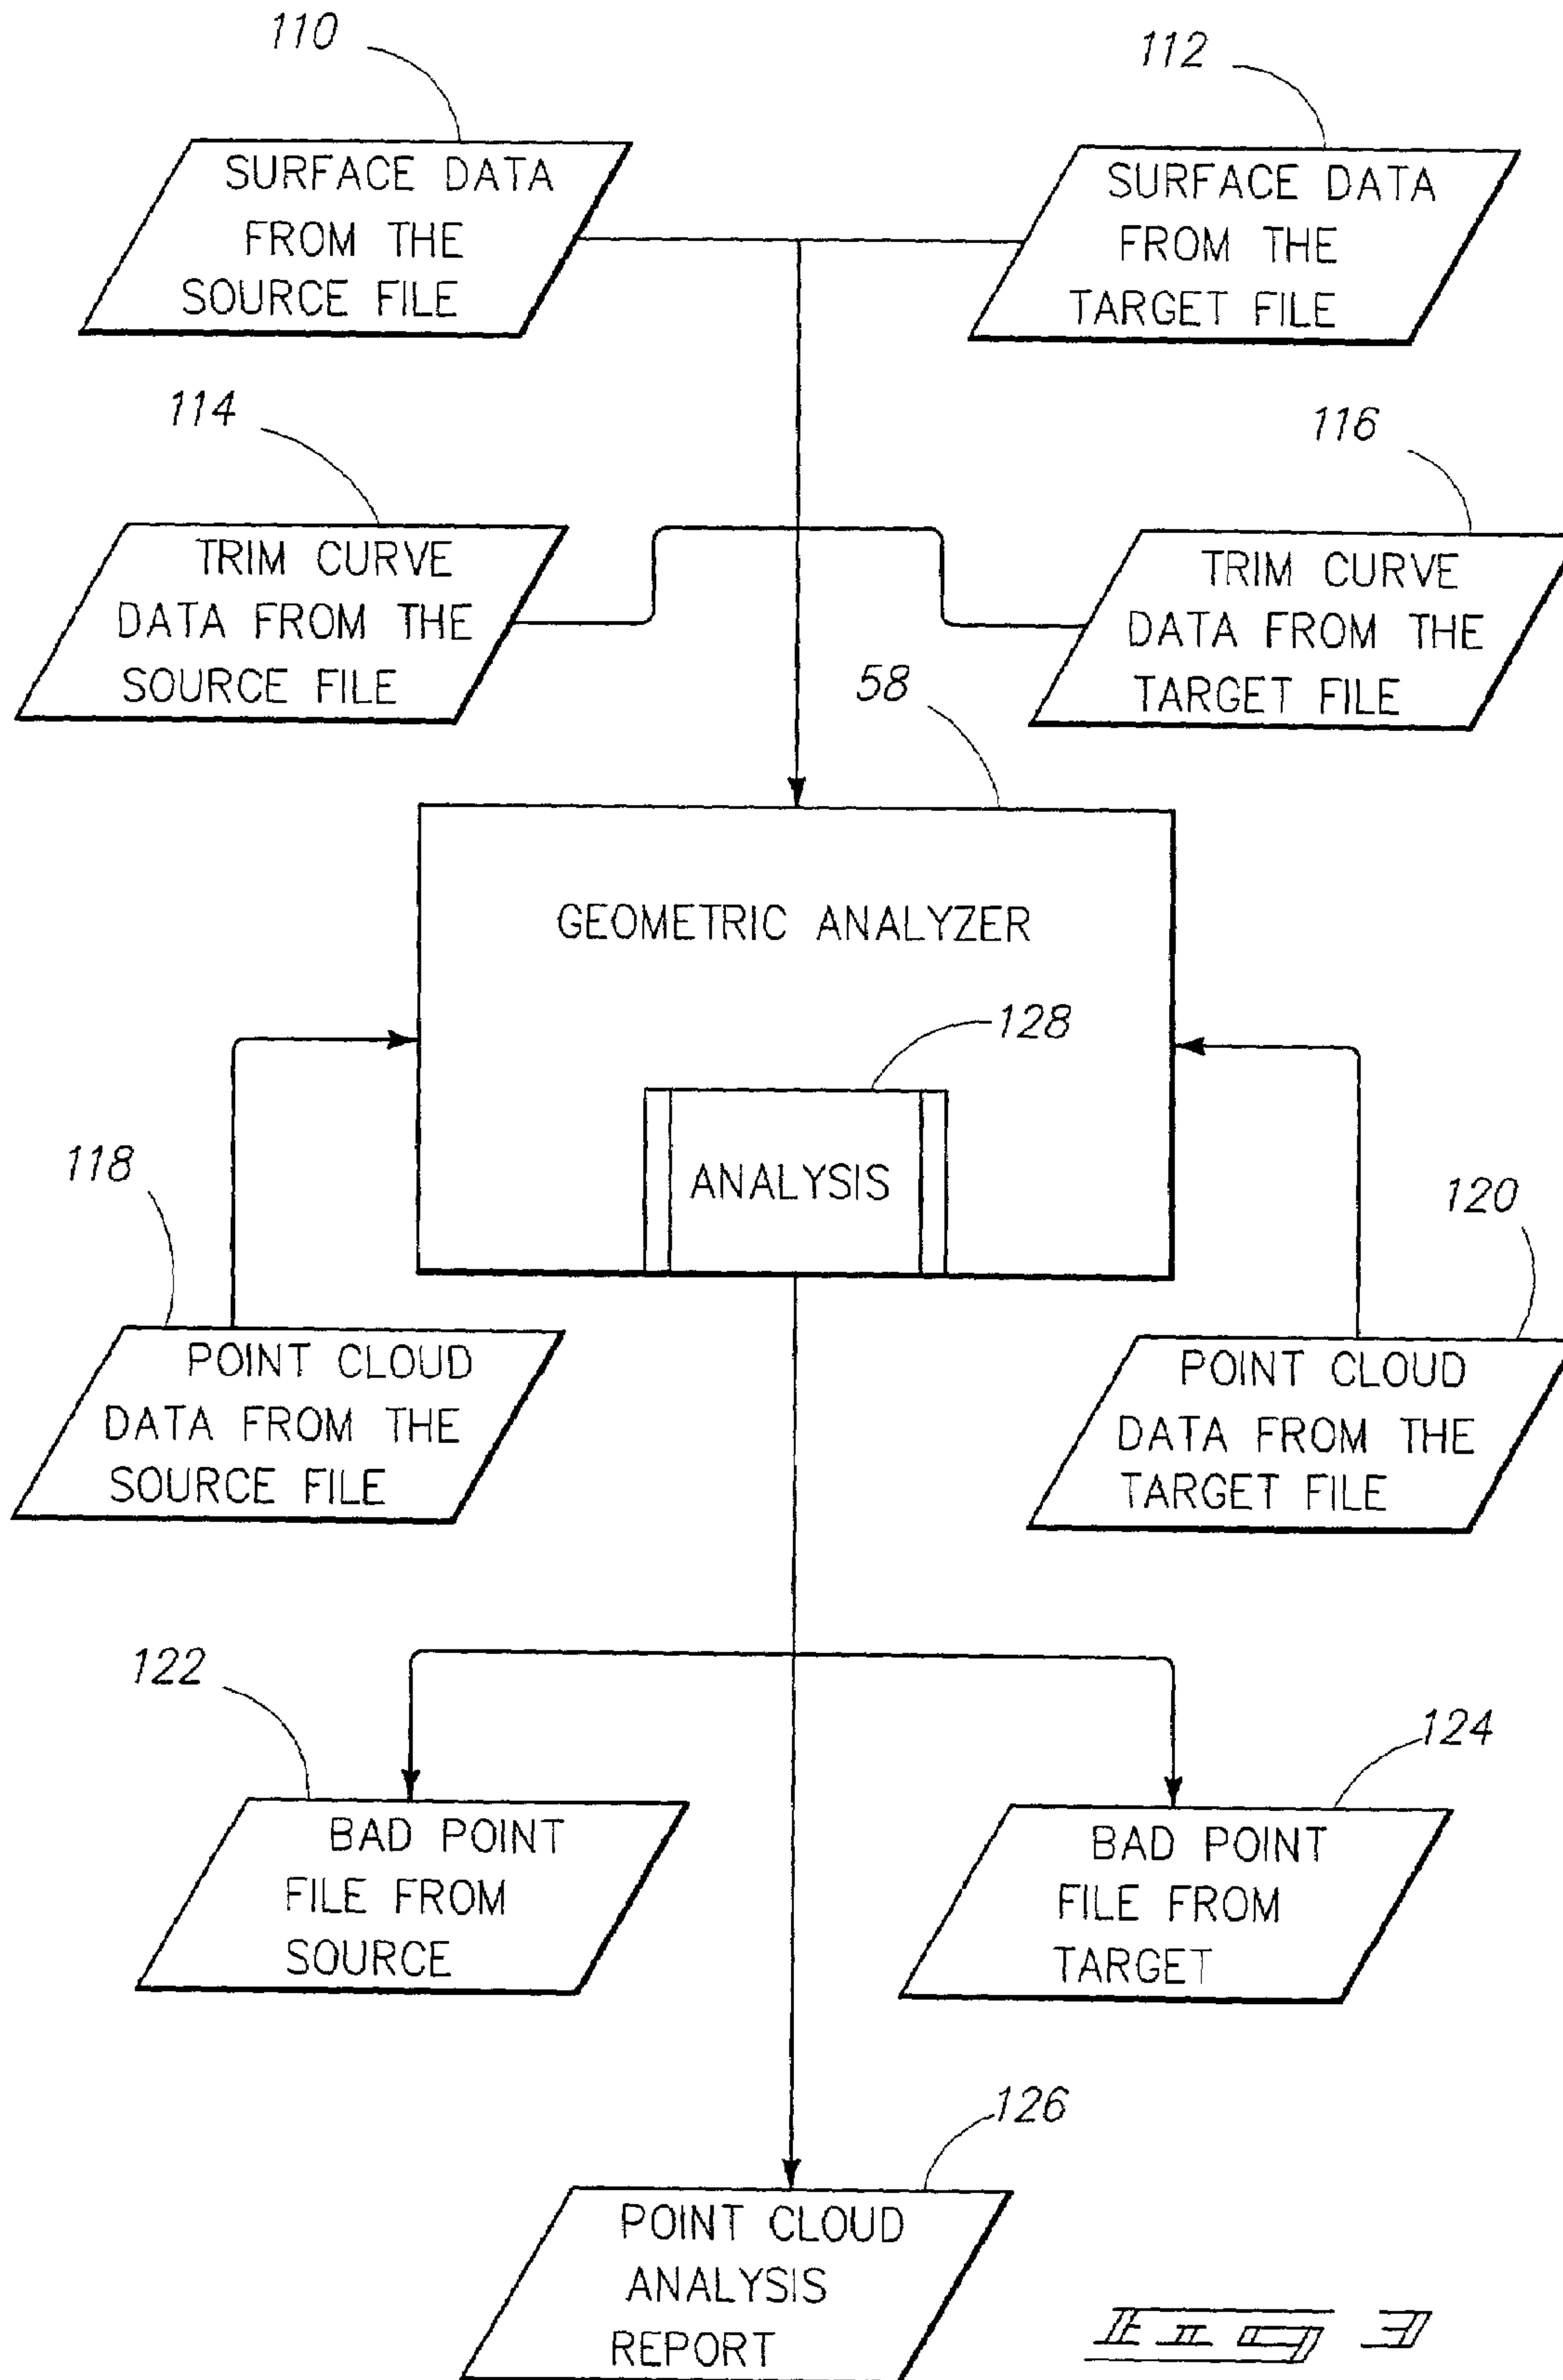 110
112
SURFACE DATA
FROM THE
SOURCE FILE
SURFACE DATA
FROM THE
TARGET FILE
114
116
TRIM CURVE
DATA FROM THE
SOURCE FILE
TRIM CURVE
DATA FROM THE
TARGET FILE
58
GEOMETRIC ANALYZER
128
ANALYSIS
118
120
POINT CLOUD
DATA FROM THE
SOURCE FILE
POINT CLOUD
DATA FROM THE
TARGET FILE
122
124
BAD POINT
FILE FROM
SOURCE
BAD POINT
FILE FROM
TARGET
126
POINT CLOUD
ANALYSIS
REPORT
FIG 3